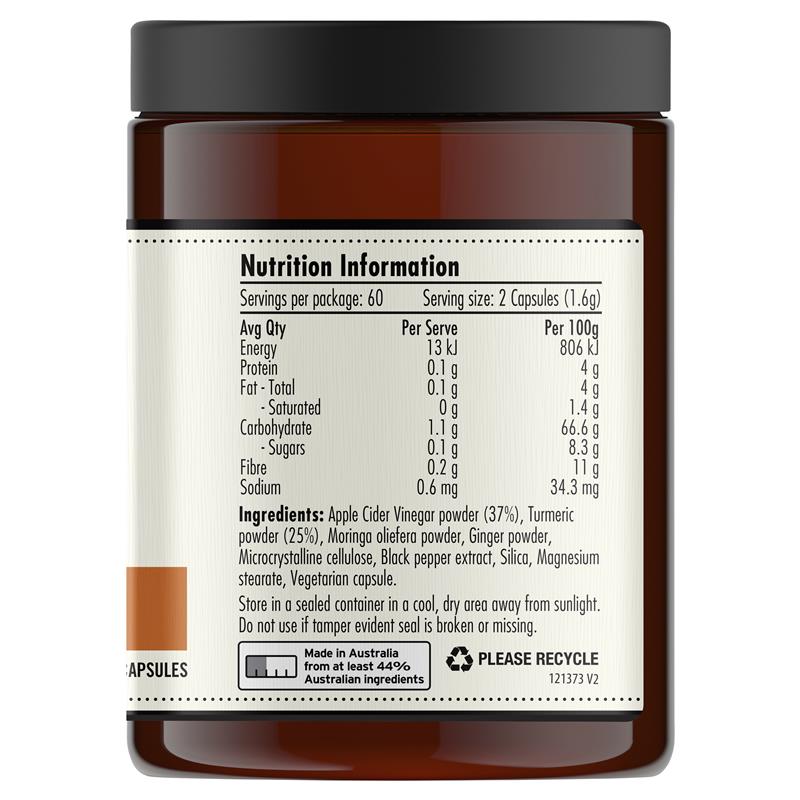 Nutrition Information
Servings per package: 60 Serving size: 2 Capsules (1.6g)
Avg Qty Per Serve Per 100g
Energy 13 kJ 806 kJ
Protein 0.1 g 4 g
Fat - Total 0.1 g 4 g
- Saturated 0 g 1.4 g
Carbohydrate 1.1 g 66.6 g
- Sugars 0.1 g 8.3 g
Fibre 0.2 g 11 g
Sodium 0.6 mg 34.3 mg
Ingredients: Apple Cider Vinegar powder (37%), Turmeric
powder (25%), Moringa oliefera powder, Ginger powder,
Microcrystalline cellulose, Black pepper extract, Silica, Magnesium
stearate, Vegetarian capsule.
Store in a sealed container in a cool, dry area away from sunlight.
Do not use if tamper evident seal is broken or missing.
Made in Australia
from at least 44%
Australian ingredients
PLEASE RECYCLE
121373 V2
APSULES